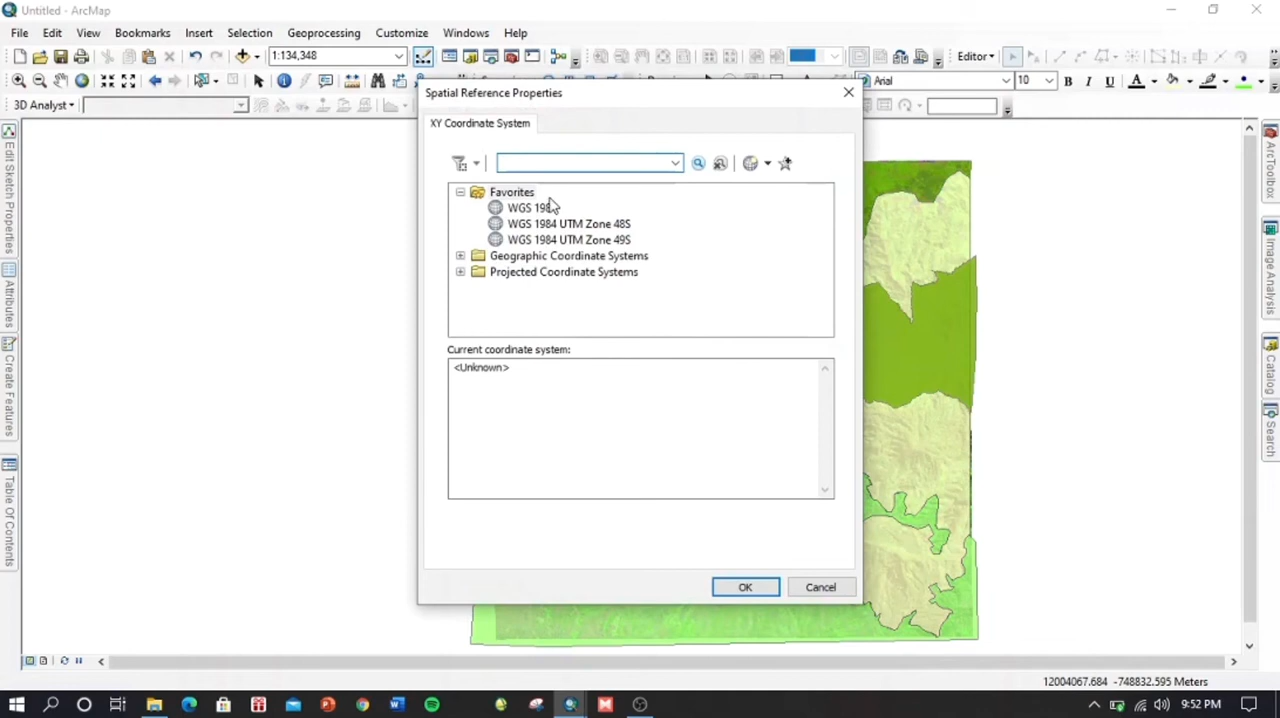 Untitled - ArcMap
File Edit View Bookmarks Insert Selection Geoprocessing Customize Windows Help
1:134,348
Editor
Arial 10 B I U A
3D Analyst
Spatial Reference Properties
XY Coordinate System
Favorites
WGS 1984
WGS 1984 UTM Zone 48S
WGS 1984 UTM Zone 49S
Geographic Coordinate Systems
Projected Coordinate Systems
Current coordinate system:
<Unknown>
OK Cancel
Edit Sketch Properties
Attributes
Create Features
Table Of Contents
ArcToolbox
Image Analysis
Catalog
Search
12004067.684 -748832.595 Meters
9:52 PM